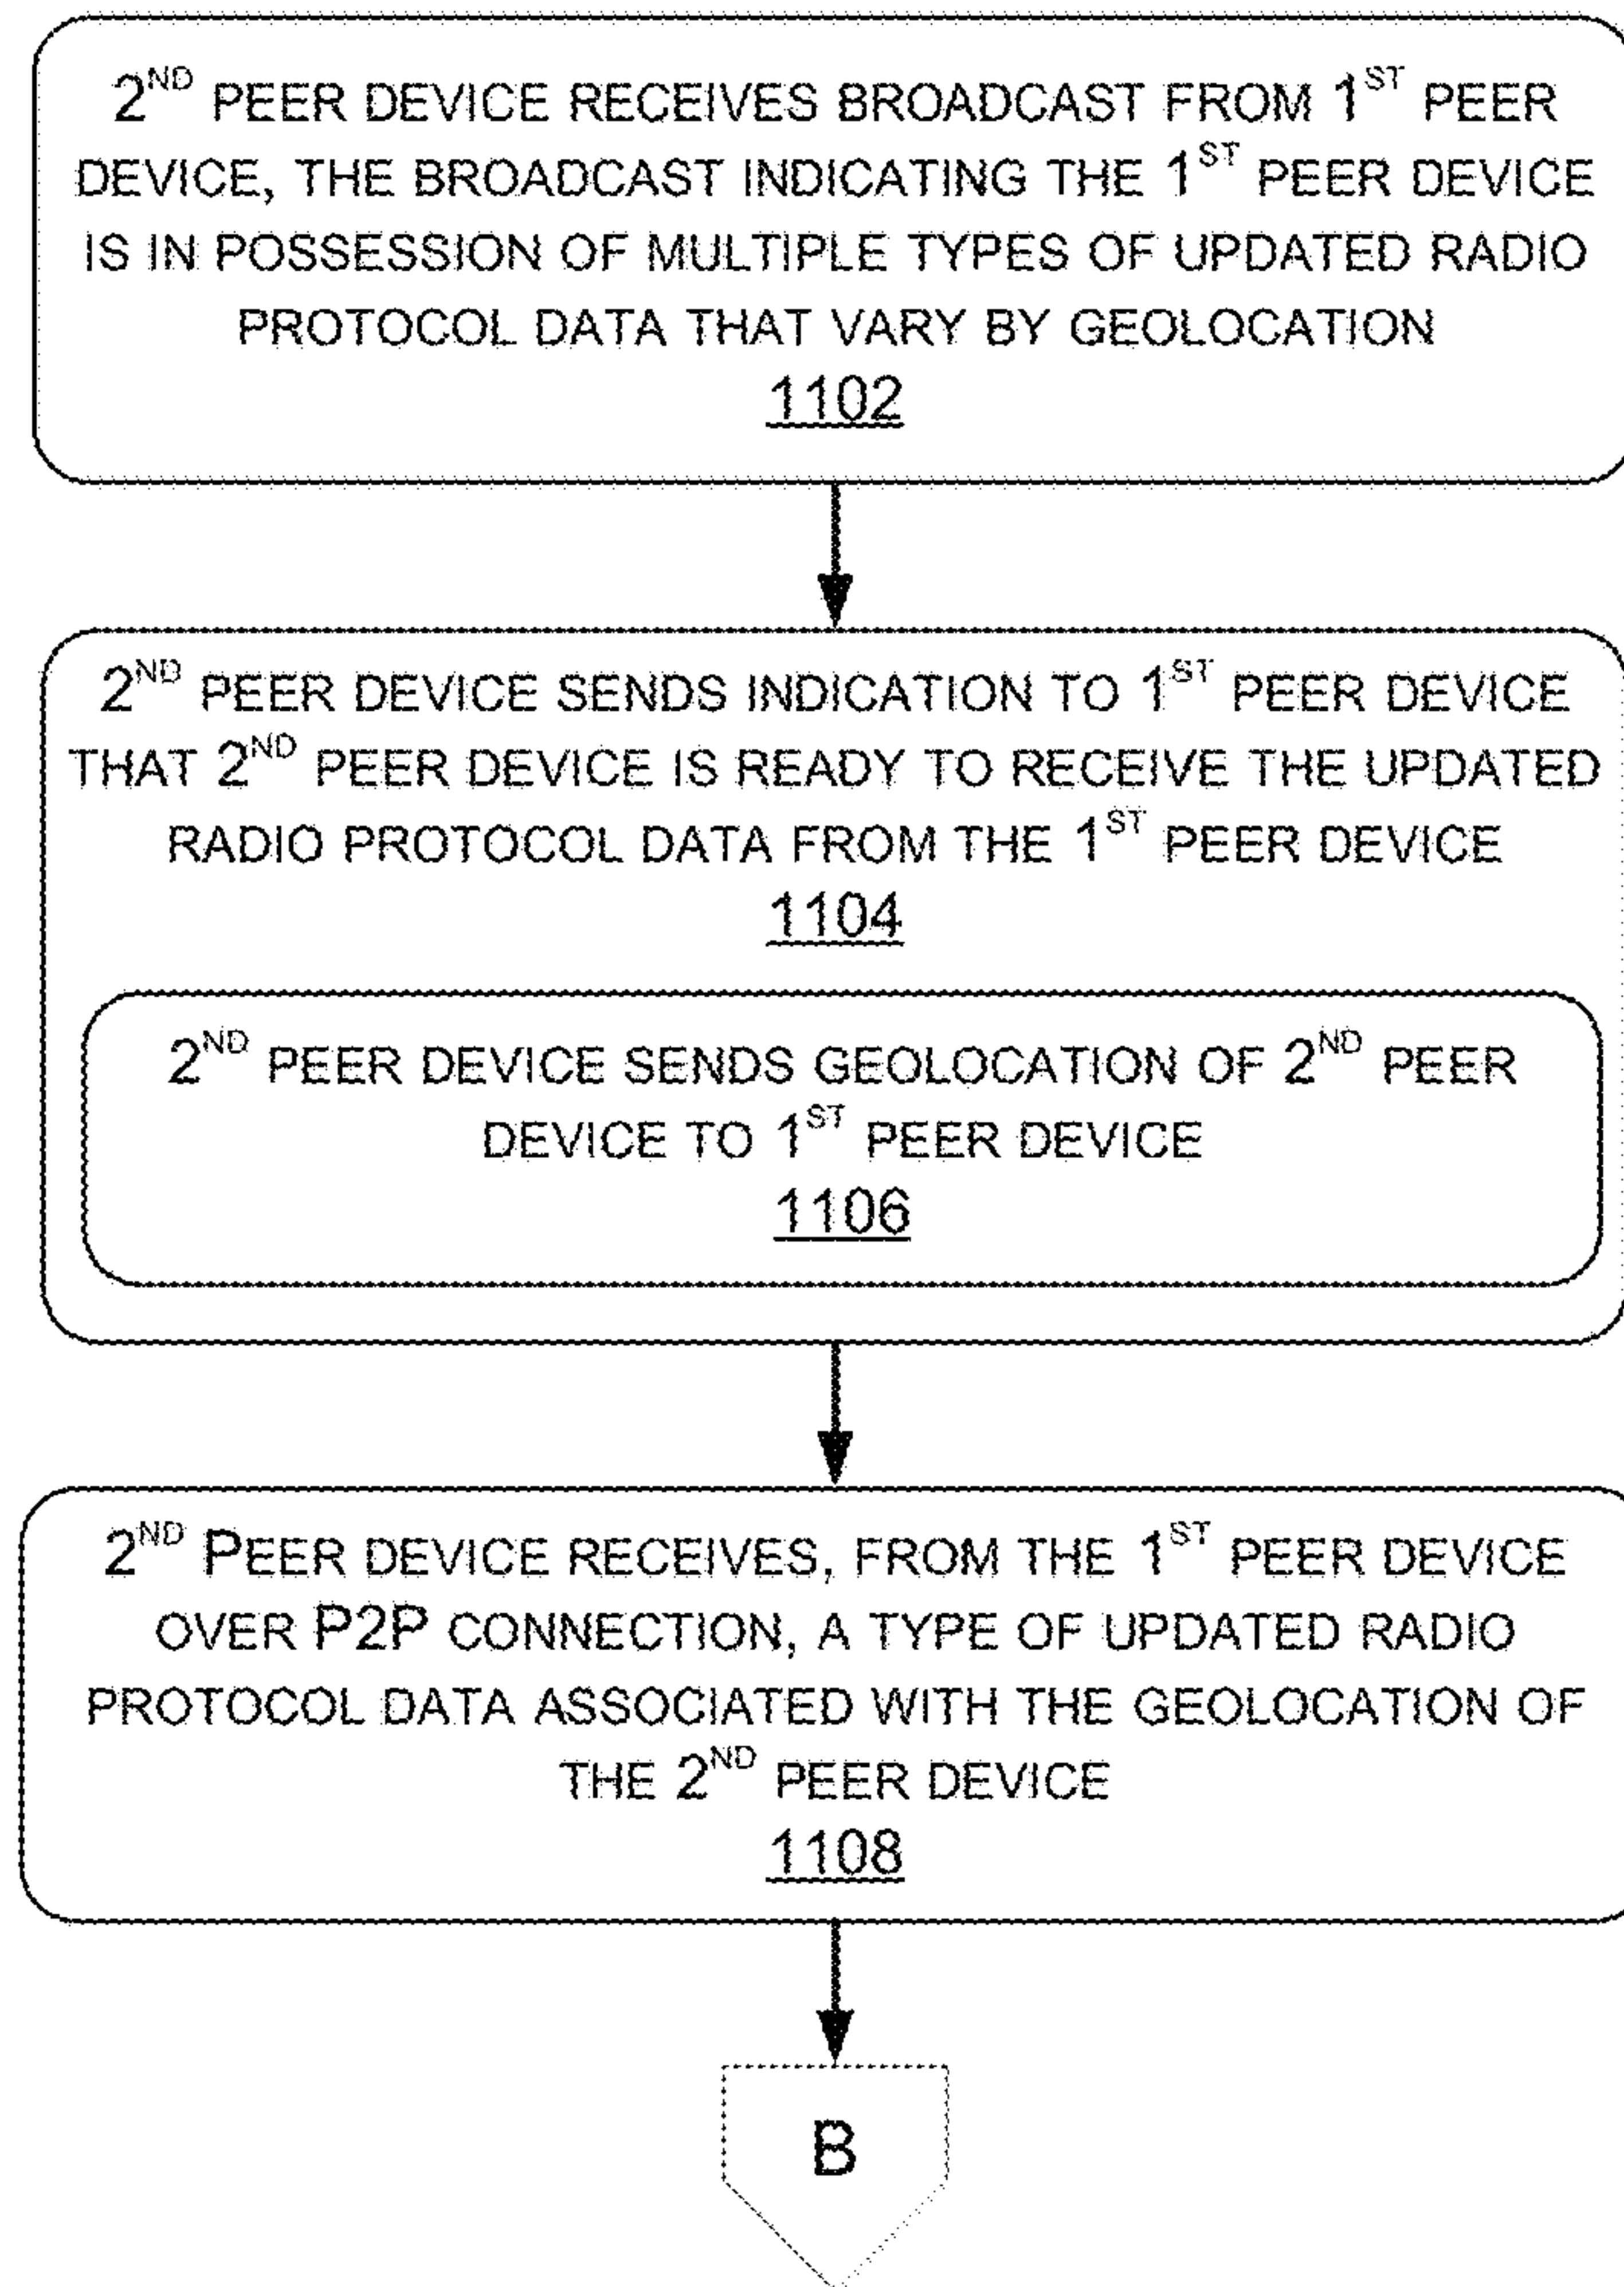 2ND PEER DEVICE RECEIVES BROADCAST FROM 1ST PEER
DEVICE, THE BROADCAST INDICATING THE 1ST PEER DEVICE
IS IN POSSESSION OF MULTIPLE TYPES OF UPDATED RADIO
PROTOCOL DATA THAT VARY BY GEOLOCATION
1102
2ND PEER DEVICE SENDS INDICATION TO 1ST PEER DEVICE
THAT 2ND PEER DEVICE IS READY TO RECEIVE THE UPDATED
RADIO PROTOCOL DATA FROM THE 1ST PEER DEVICE
1104
2ND PEER DEVICE SENDS GEOLOCATION OF 2ND PEER
DEVICE TO 1ST PEER DEVICE
1106
2ND PEER DEVICE RECEIVES, FROM THE 1ST PEER DEVICE
OVER P2P CONNECTION, A TYPE OF UPDATED RADIO
PROTOCOL DATA ASSOCIATED WITH THE GEOLOCATION OF
THE 2ND PEER DEVICE
1108
B